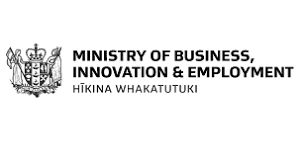 MINISTRY OF BUSINESS,
INNOVATION & EMPLOYMENT
HĪKINA WHAKATUTUKI